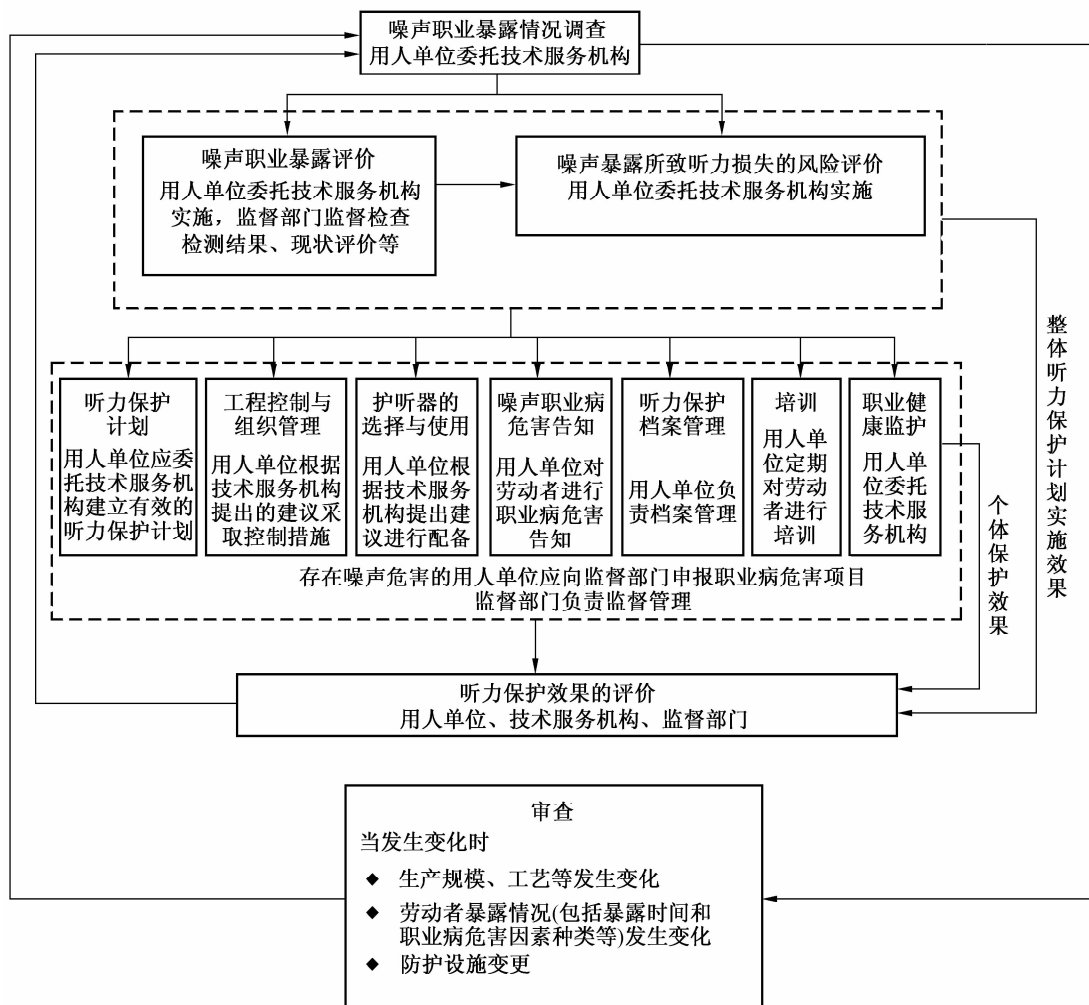 噪声职业暴露情况调查
用人单位委托技术服务机构
噪声职业暴露评价
用人单位委托技术服务机构
实施，监督部门监督检查
检测结果、现状评价等
噪声暴露所致听力损失的风险评价
用人单位委托技术服务机构实施
听力保护
计划
用人单位应委
托技术服务机
构建立有效的
听力保护计划
工程控制与
组织管理
用人单位根据
技术服务机构
提出的建议采
取控制措施
护听器的
选择与使用
用人单位根
据技术服务
机构提出建
议进行配备
噪声职业病
危害告知
用人单位对
劳动者进行
职业病危害
告知
听力保护
档案管理
用人单位负
责档案管理
培训
用人单
位定期
对劳动
者进行
培训
职业健
康监护
用人单
位委托
技术服
务机构
存在噪声危害的用人单位应向监督部门申报职业病危害项目
监督部门负责监督管理
个体保护效果
整体听力保护计划实施效果
听力保护效果的评价
用人单位、技术服务机构、监督部门
审查
当发生变化时
◆ 生产规模、工艺等发生变化
◆ 劳动者暴露情况(包括暴露时间和
职业病危害因素种类等)发生变化
◆ 防护设施变更